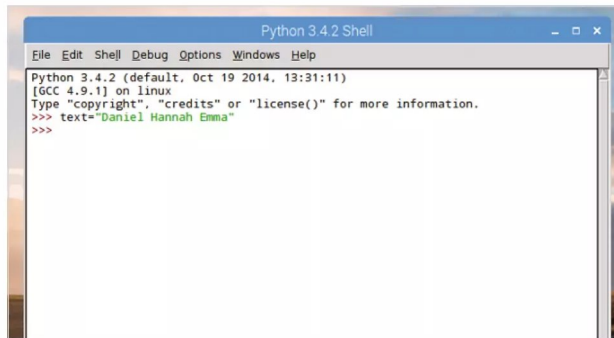 Python 3.4.2 Shell
File Edit Shell Debug Options Windows Help
Python 3.4.2 (default, Oct 19 2014, 13:31:11)
[GCC 4.9.1] on linux
Type "copyright", "credits" or "license()" for more information.
>>> text="Daniel Hannah Emma"
>>>